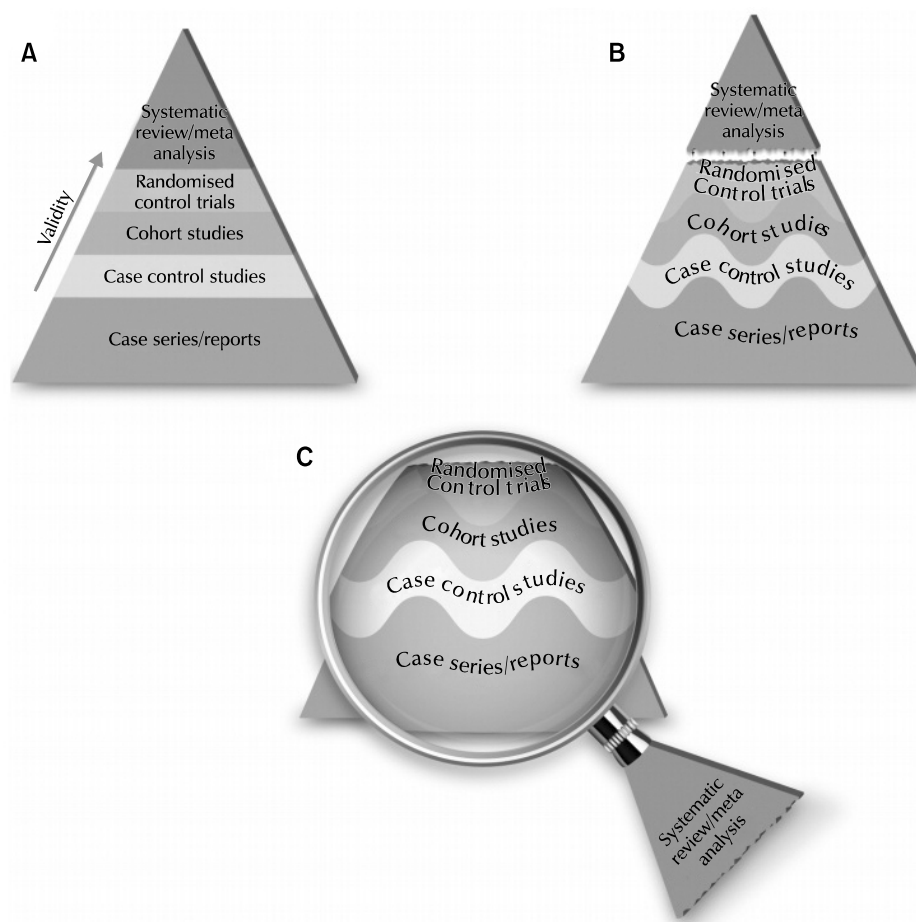 A
Systematic
review/meta
analysis
Randomised
control trials
Cohort studies
Case control studies
Case series/reports
Validity
B
Systematic
review/meta
analysis
Randomised
Control trials
Cohort studies
Case control studies
Case series/reports
C
Randomised
Control trials
Cohort studies
Case control studies
Case series/reports
Systematic
review/meta
analysis